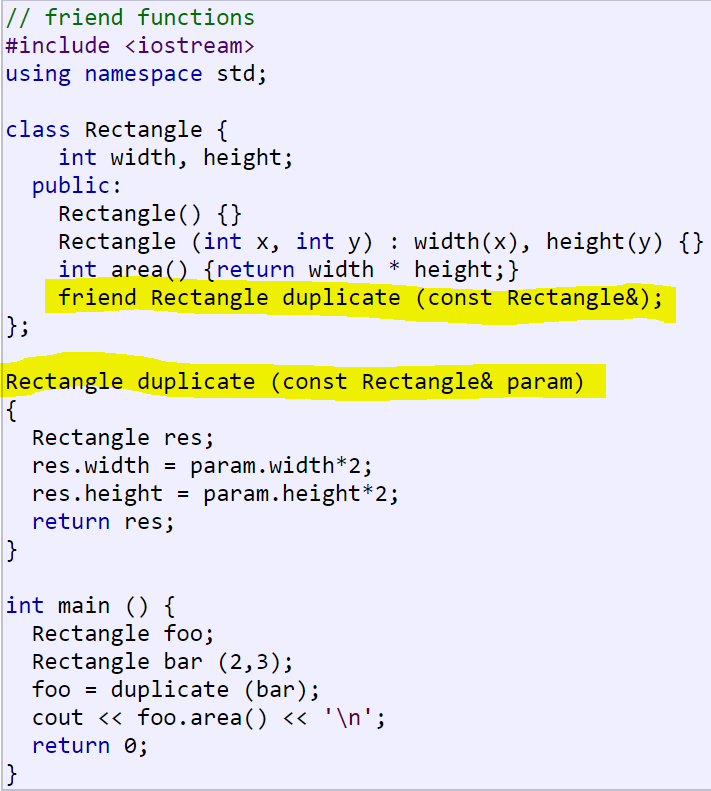 // friend functions
#include <iostream>
using namespace std;

class Rectangle {
    int width, height;
  public:
    Rectangle() {}
    Rectangle (int x, int y) : width(x), height(y) {}
    int area() {return width * height;}
    friend Rectangle duplicate (const Rectangle&);
};

Rectangle duplicate (const Rectangle& param)
{
  Rectangle res;
  res.width = param.width*2;
  res.height = param.height*2;
  return res;
}

int main () {
  Rectangle foo;
  Rectangle bar (2,3);
  foo = duplicate (bar);
  cout << foo.area() << '\n';
  return 0;
}